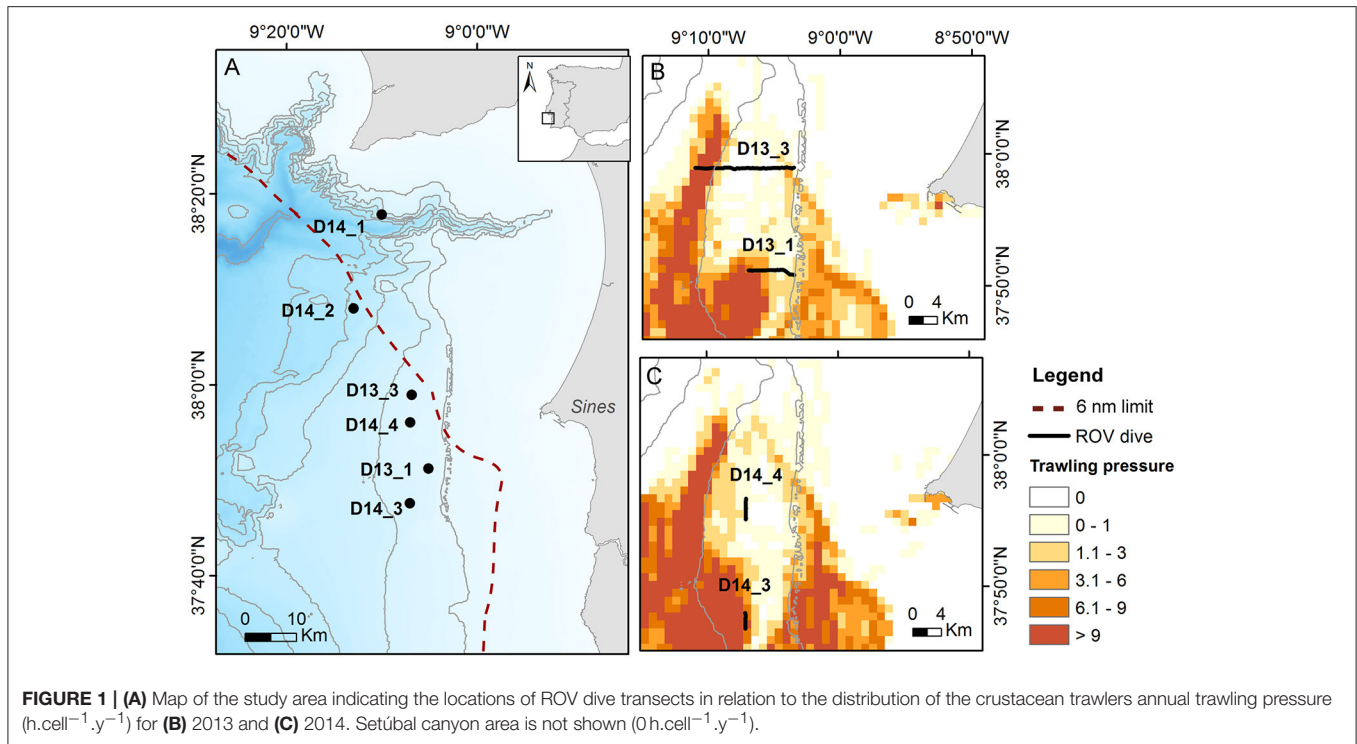 9°20'0"W 9°0'0"W
A
N
38°20'0"N
38°0'0"N
37°40'0"N
D14_1
D14_2
D13_3
D14_4
D13_1
D14_3
Sines
0 10
Km
9°10'0"W 9°0'0"W 8°50'0"W
B
D13_3
D13_1
38°0'0"N
37°50'0"N
0 4
Km
C
D14_4
D14_3
38°0'0"N
37°50'0"N
0 4
Km
Legend
6 nm limit
ROV dive
Trawling pressure
0
0 - 1
1.1 - 3
3.1 - 6
6.1 - 9
> 9
FIGURE 1 | (A) Map of the study area indicating the locations of ROV dive transects in relation to the distribution of the crustacean trawlers annual trawling pressure
(h.cell⁻¹.y⁻¹) for (B) 2013 and (C) 2014. Setúbal canyon area is not shown (0 h.cell⁻¹.y⁻¹).